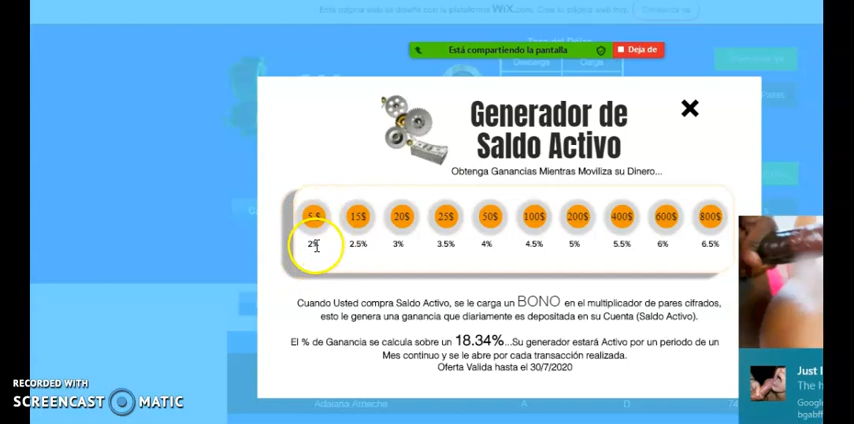 Esta página web se diseñó con la plataforma WiX.com. Crea tu página web hoy.
Está compartiendo la pantalla
Deja de
Descarga
Carga
Generador de
Saldo Activo
Obtenga Ganancias Mientras Moviliza su Dinero...
5 $ 15$ 20$ 25$ 50$ 100$ 200$ 400$ 600$ 800$
2% 2.5% 3% 3.5% 4% 4.5% 5% 5.5% 6% 6.5%
Cuando Usted compra Saldo Activo, se le carga un BONO en el multiplicador de pares cifrados,
esto le genera una ganancia que diariamente es depositada en su Cuenta (Saldo Activo).
El % de Ganancia se calcula sobre un 18.34%...Su generador estará Activo por un periodo de un
Mes continuo y se le abre por cada transacción realizada.
Oferta Valida hasta el 30/7/2020
Just
The h
Googl
bgabff
RECORDED WITH
SCREENCAST MATIC
A
D